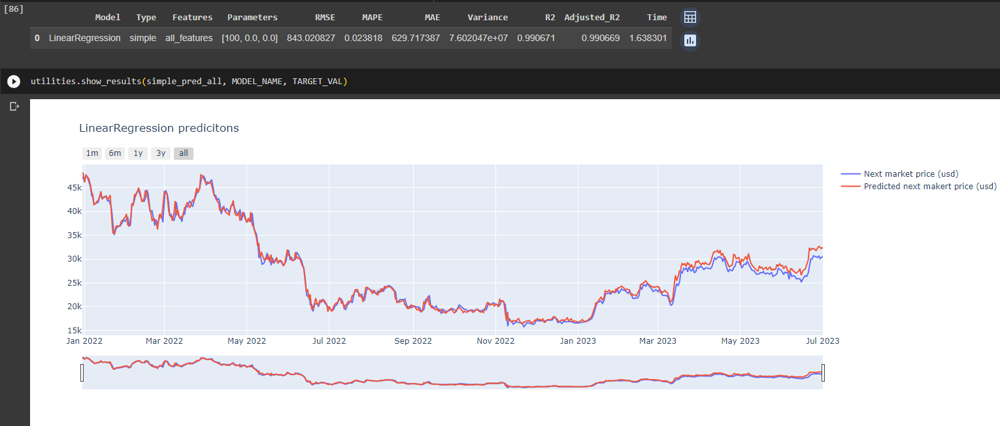 [86]
Model Type Features Parameters RMSE MAPE MAE Variance R2 Adjusted_R2 Time
0 LinearRegression simple all_features [100, 0.0, 0.0] 843.020827 0.023818 629.717387 7.602047e+07 0.990671 0.990669 1.638301
utilities.show_results(simple_pred_all, MODEL_NAME, TARGET_VAL)
LinearRegression predicitons
1m 6m 1y 3y all
Next market price (usd)
Predicted next makert price (usd)
45k
40k
35k
30k
25k
20k
15k
Jan 2022 Mar 2022 May 2022 Jul 2022 Sep 2022 Nov 2022 Jan 2023 Mar 2023 May 2023 Jul 2023